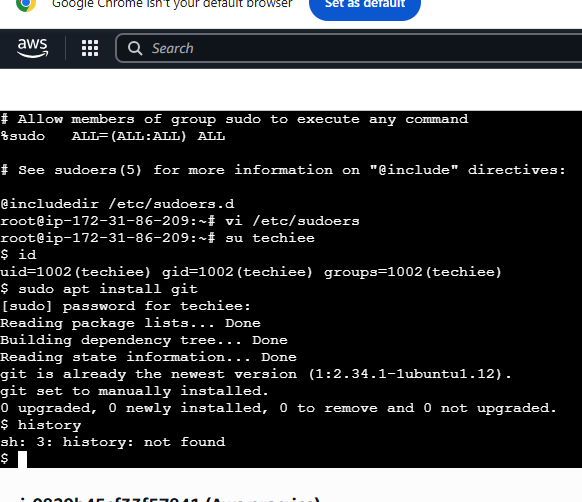 Google Chrome isn't your default browser
Set as default
aws
Search
# Allow members of group sudo to execute any command
%sudo   ALL=(ALL:ALL) ALL
# See sudoers(5) for more information on "@include" directives:
@includedir /etc/sudoers.d
root@ip-172-31-86-209:~# vi /etc/sudoers
root@ip-172-31-86-209:~# su techiee
$ id
uid=1002(techiee) gid=1002(techiee) groups=1002(techiee)
$ sudo apt install git
[sudo] password for techiee:
Reading package lists... Done
Building dependency tree... Done
Reading state information... Done
git is already the newest version (1:2.34.1-1ubuntu1.12).
git set to manually installed.
0 upgraded, 0 newly installed, 0 to remove and 0 not upgraded.
$ history
sh: 3: history: not found
$